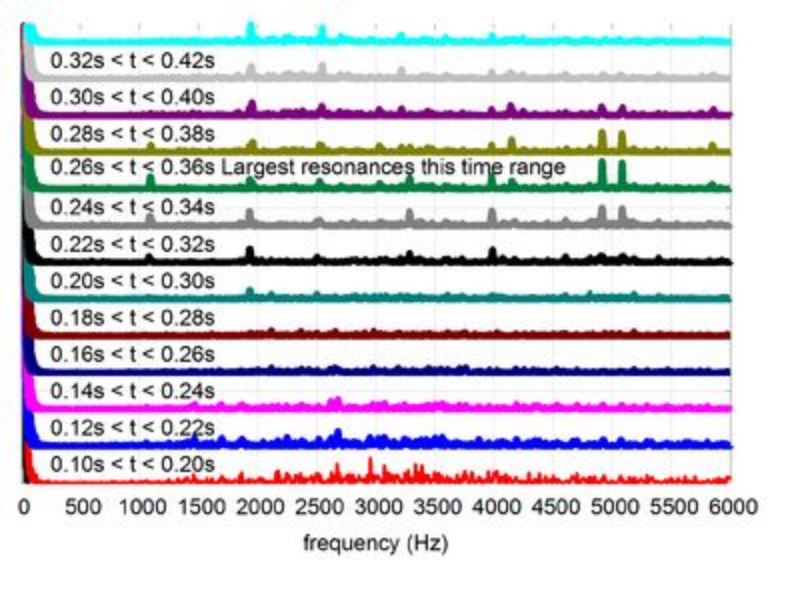 0.32s < t < 0.42s
0.30s < t < 0.40s
0.28s < t < 0.38s
0.26s < t < 0.36s Largest resonances this time range
0.24s < t < 0.34s
0.22s < t < 0.32s
0.20s < t < 0.30s
0.18s < t < 0.28s
0.16s < t < 0.26s
0.14s < t < 0.24s
0.12s < t < 0.22s
0.10s < t < 0.20s
0 500 1000 1500 2000 2500 3000 3500 4000 4500 5000 5500 6000
frequency (Hz)